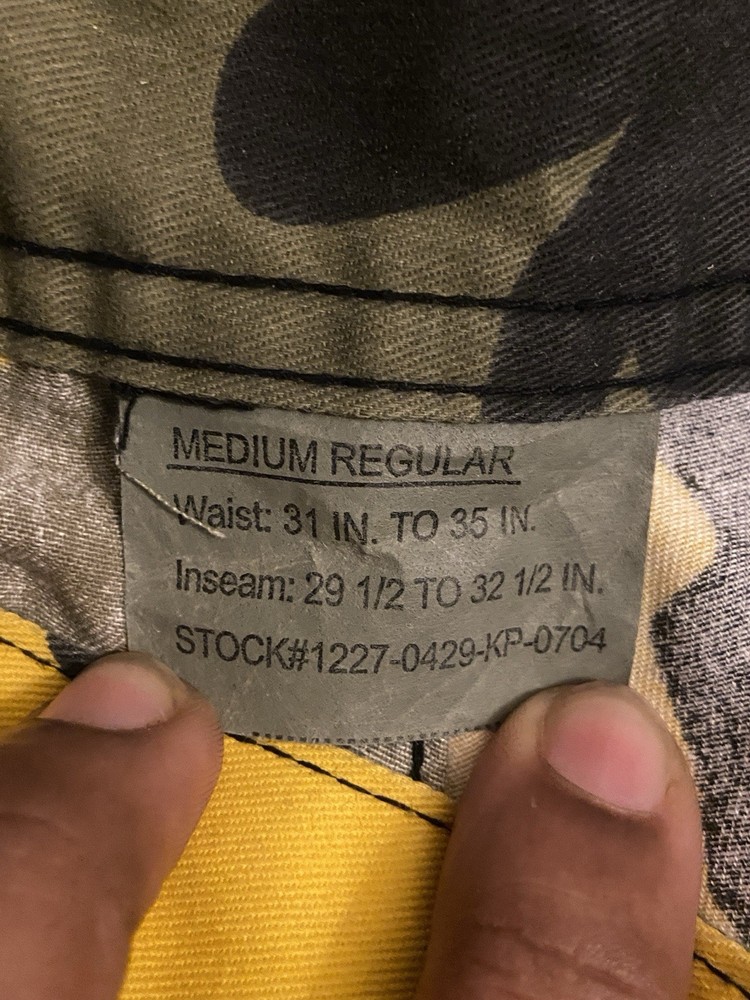 MEDIUM REGULAR
Waist: 31 IN. TO 35 IN.
Inseam: 29 1/2 TO 32 1/2 IN.
STOCK#1227-0429-KP-0704